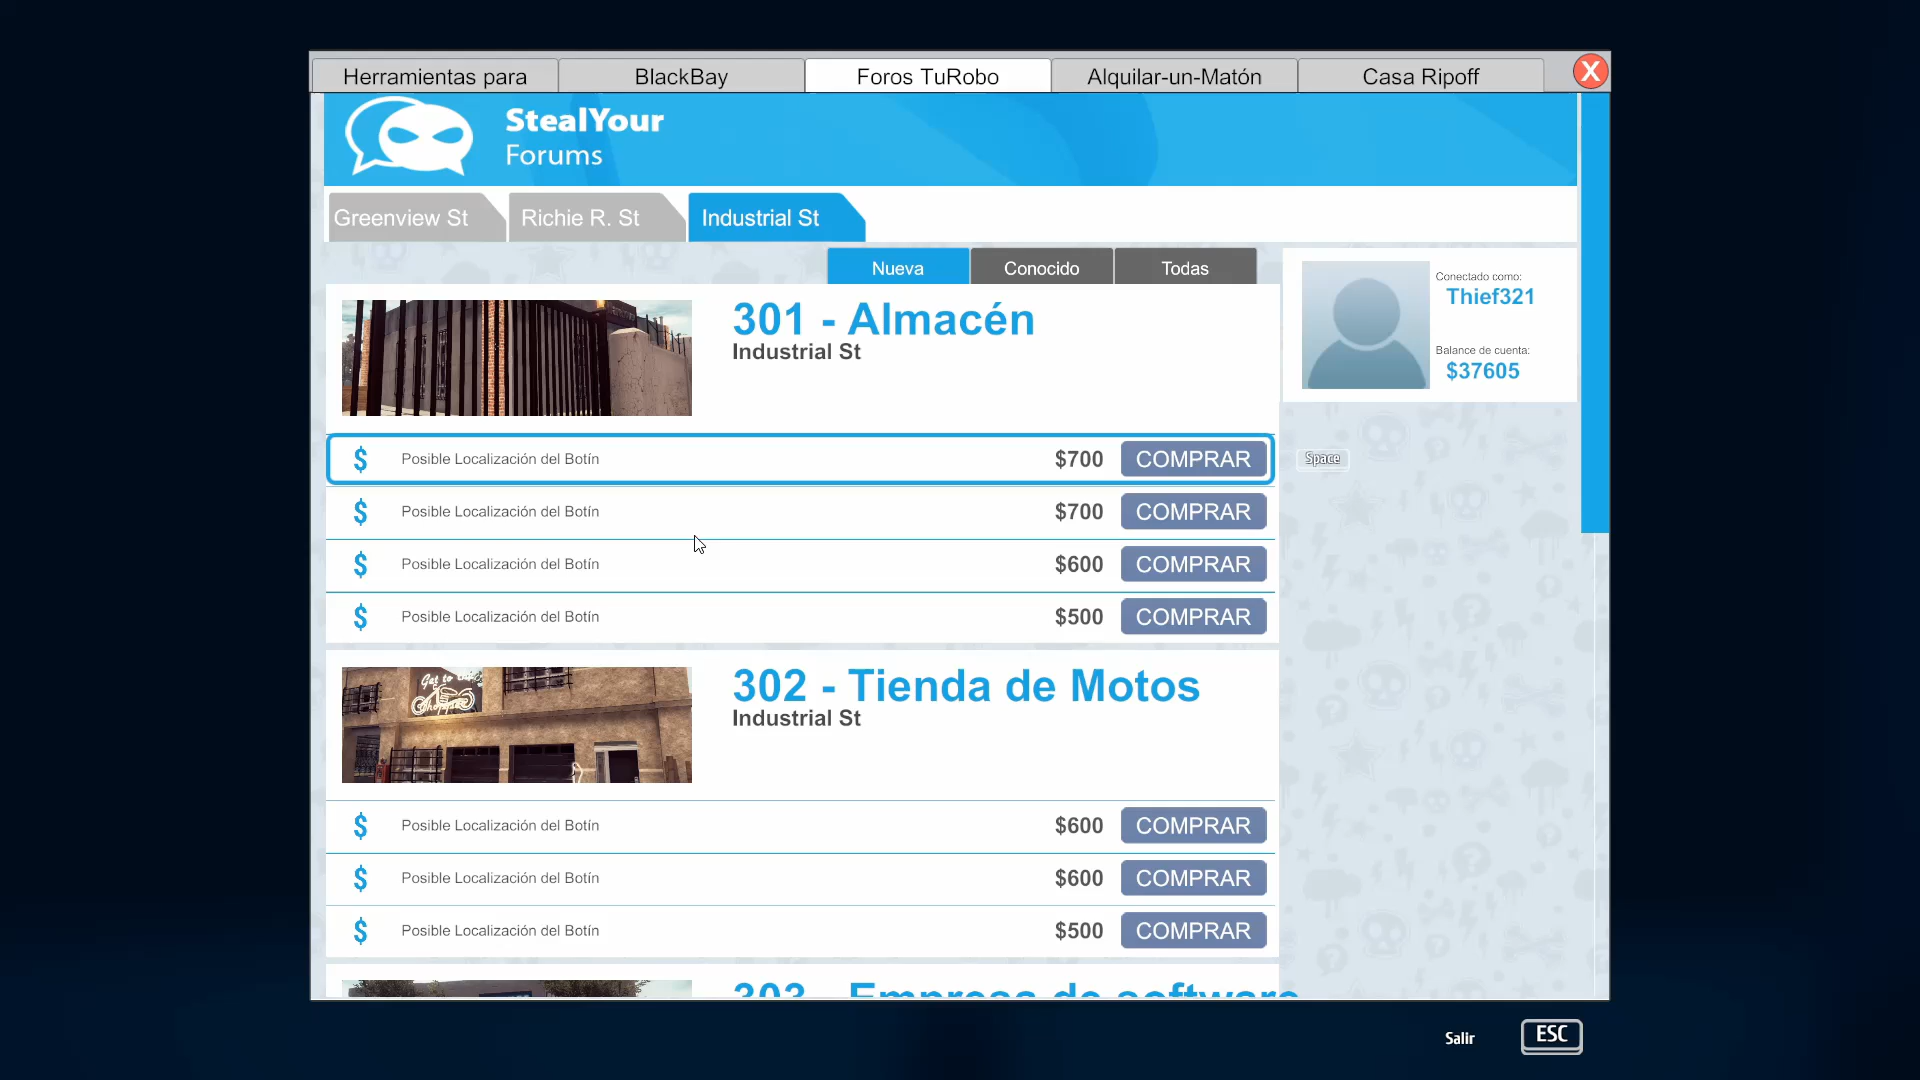 Herramientas para
BlackBay
Foros TuRobo
Alquilar-un-Matón
Casa Ripoff
X
StealYour
Forums
Greenview St
Richie R. St
Industrial St
Nueva
Conocido
Todas
Conectado como:
Thief321
Balance de cuenta:
$37605
301 - Almacén
Industrial St
$ Posible Localización del Botín $700 COMPRAR
Space
$ Posible Localización del Botín $700 COMPRAR
$ Posible Localización del Botín $600 COMPRAR
$ Posible Localización del Botín $500 COMPRAR
302 - Tienda de Motos
Industrial St
$ Posible Localización del Botín $600 COMPRAR
$ Posible Localización del Botín $600 COMPRAR
$ Posible Localización del Botín $500 COMPRAR
303 - Empresa de software
Salir
ESC